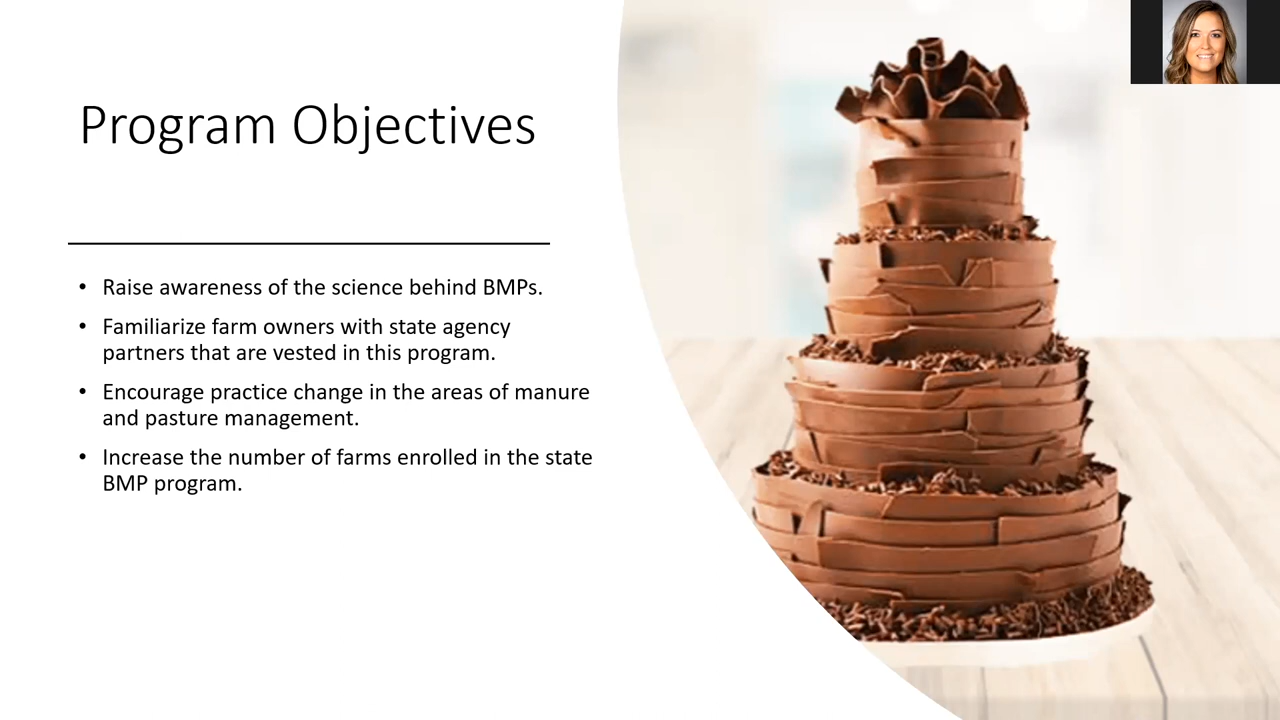 Program Objectives
• Raise awareness of the science behind BMPs.
• Familiarize farm owners with state agency
partners that are vested in this program.
• Encourage practice change in the areas of manure
and pasture management.
• Increase the number of farms enrolled in the state
BMP program.